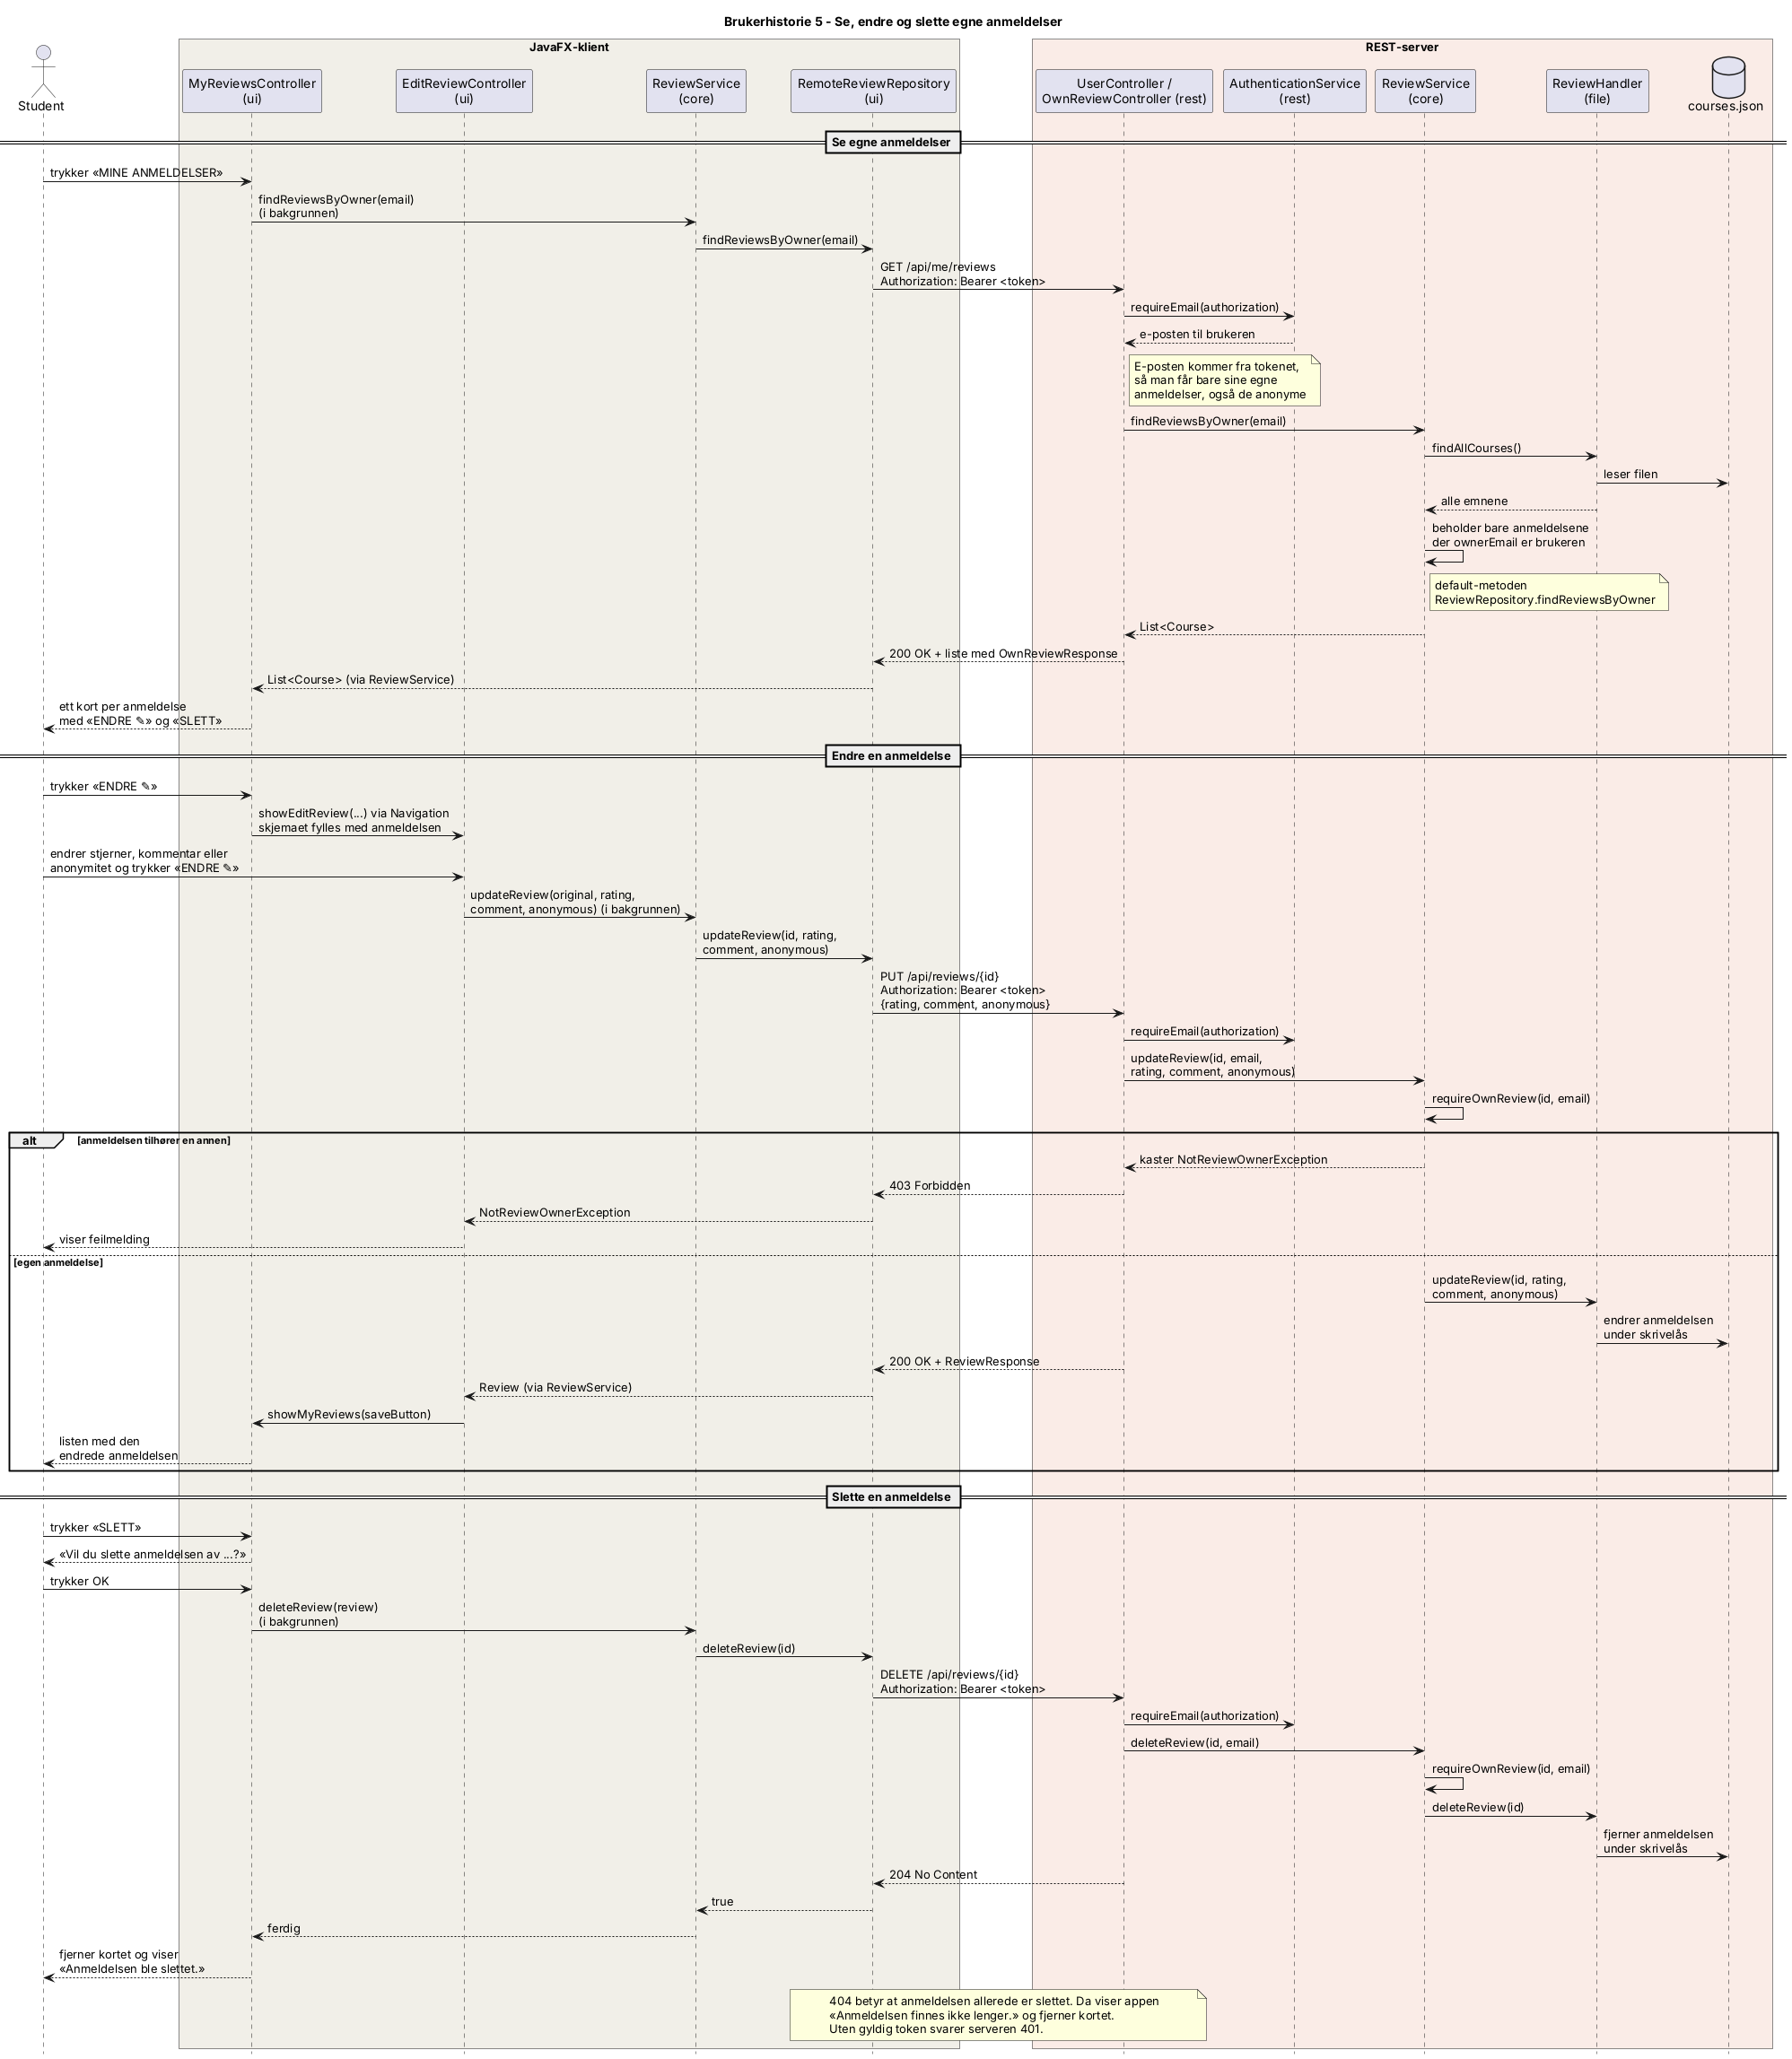 Brukerhistorie 5 - Se, endre og slette egne anmeldelser
JavaFX-klient
REST-server
Student
MyReviewsController
(ui)
EditReviewController
(ui)
ReviewService
(core)
RemoteReviewRepository
(ui)
UserController /
OwnReviewController (rest)
AuthenticationService
(rest)
ReviewService
(core)
ReviewHandler
(file)
courses.json
Se egne anmeldelser
trykker «MINE ANMELDELSER»
findReviewsByOwner(email)
(i bakgrunnen)
findReviewsByOwner(email)
GET /api/me/reviews
Authorization: Bearer <token>
requireEmail(authorization)
e-posten til brukeren
E-posten kommer fra tokenet,
så man får bare sine egne
anmeldelser, også de anonyme
findReviewsByOwner(email)
findAllCourses()
leser filen
alle emnene
beholder bare anmeldelsene
der ownerEmail er brukeren
default-metoden
ReviewRepository.findReviewsByOwner
List<Course>
200 OK + liste med OwnReviewResponse
List<Course> (via ReviewService)
ett kort per anmeldelse
med «ENDRE ✎» og «SLETT»
Endre en anmeldelse
trykker «ENDRE ✎»
showEditReview(...) via Navigation
skjemaet fylles med anmeldelsen
endrer stjerner, kommentar eller
anonymitet og trykker «ENDRE ✎»
updateReview(original, rating,
comment, anonymous) (i bakgrunnen)
updateReview(id, rating,
comment, anonymous)
PUT /api/reviews/{id}
Authorization: Bearer <token>
{rating, comment, anonymous}
requireEmail(authorization)
updateReview(id, email,
rating, comment, anonymous)
requireOwnReview(id, email)
alt [anmeldelsen tilhører en annen]
kaster NotReviewOwnerException
403 Forbidden
NotReviewOwnerException
viser feilmelding
[egen anmeldelse]
updateReview(id, rating,
comment, anonymous)
endrer anmeldelsen
under skrivelås
200 OK + ReviewResponse
Review (via ReviewService)
showMyReviews(saveButton)
listen med den
endrede anmeldelsen
Slette en anmeldelse
trykker «SLETT»
«Vil du slette anmeldelsen av ...?»
trykker OK
deleteReview(review)
(i bakgrunnen)
deleteReview(id)
DELETE /api/reviews/{id}
Authorization: Bearer <token>
requireEmail(authorization)
deleteReview(id, email)
requireOwnReview(id, email)
deleteReview(id)
fjerner anmeldelsen
under skrivelås
204 No Content
true
ferdig
fjerner kortet og viser
«Anmeldelsen ble slettet.»
404 betyr at anmeldelsen allerede er slettet. Da viser appen
«Anmeldelsen finnes ikke lenger.» og fjerner kortet.
Uten gyldig token svarer serveren 401.